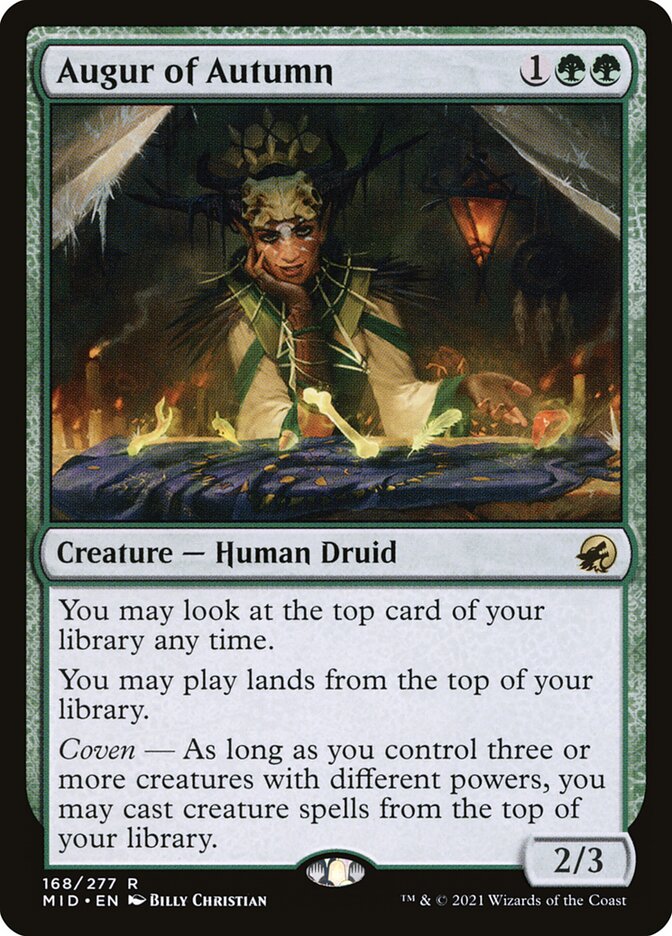 Augur of Autumn 1
Creature — Human Druid
You may look at the top card of your
library any time.
You may play lands from the top of your
library.
Coven — As long as you control three or
more creatures with different powers, you
may cast creature spells from the top of
your library.
2/3
168/277 R
MID • EN Billy Christian
™ & © 2021 Wizards of the Coast